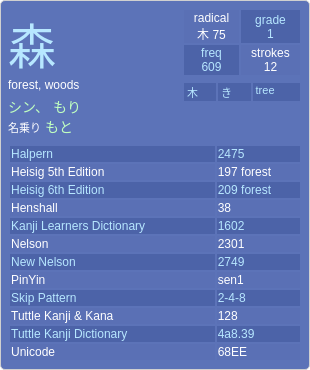 森
radical
木 75
grade
1
freq
609
strokes
12
forest, woods
シン、 もり
名乗り もと
木 き tree
Halpern 2475
Heisig 5th Edition 197 forest
Heisig 6th Edition 209 forest
Henshall 38
Kanji Learners Dictionary 1602
Nelson 2301
New Nelson 2749
PinYin sen1
Skip Pattern 2-4-8
Tuttle Kanji & Kana 128
Tuttle Kanji Dictionary 4a8.39
Unicode 68EE